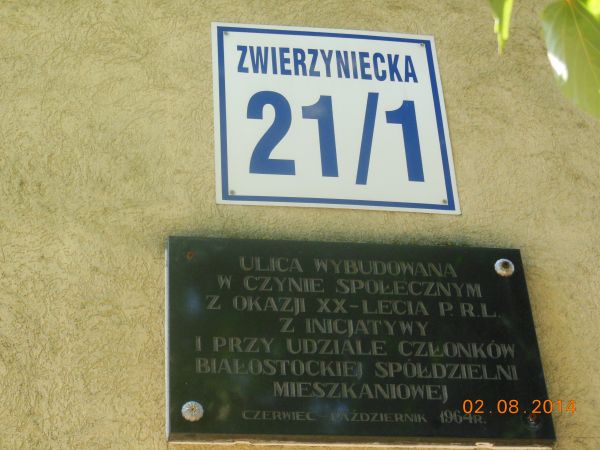 ZWIERZYNIECKA
21/1
ULICA WYBUDOWANA
W CZYNIE SPOŁECZNYM
Z OKAZJI XX-LECIA P.R.L.
Z INICJATYWY
I PRZY UDZIALE CZŁONKÓW
BIAŁOSTOCKIEJ SPÓŁDZIELNI
MIESZKANIOWEJ
CZERWIEC-PAŹDZIERNIK 1964R.
02.08.2014